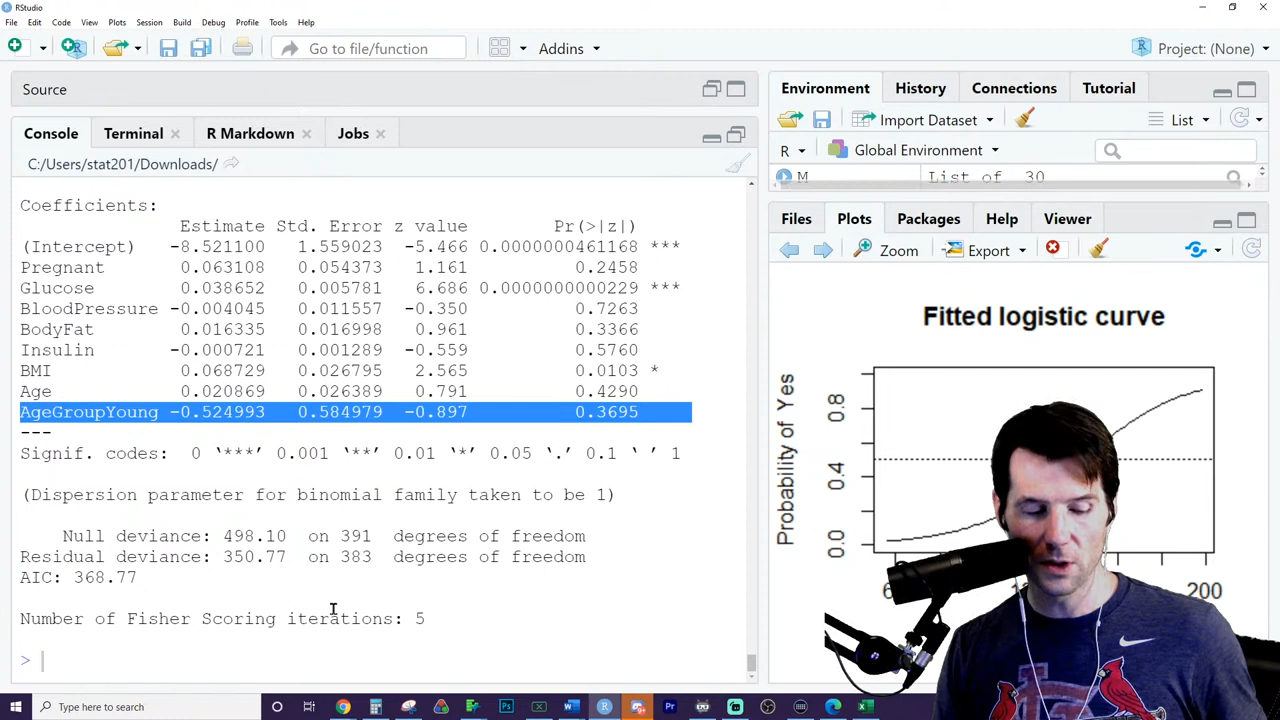 RStudio
File Edit Code View Plots Session Build Debug Profile Tools Help
Go to file/function Addins Project: (None)
Source
Console Terminal R Markdown Jobs
C:/Users/stat201/Downloads/
Coefficients:
Estimate Std. Error z value Pr(>|z|)
(Intercept) -8.521100 1.559023 -5.466 0.0000000461168 ***
Pregnant 0.063108 0.054373 1.161 0.2458
Glucose 0.038652 0.005781 6.686 0.0000000000229 ***
BloodPressure -0.004045 0.011557 -0.350 0.7263
BodyFat 0.016335 0.016998 0.961 0.3366
Insulin -0.000721 0.001289 -0.559 0.5760
BMI 0.068729 0.026795 2.565 0.0103 *
Age 0.020869 0.026389 0.791 0.4290
AgeGroupYoung -0.524993 0.584979 -0.897 0.3695
---
Signif. codes: 0 ‘***’ 0.001 ‘**’ 0.01 ‘*’ 0.05 ‘.’ 0.1 ‘ ’ 1
(Dispersion parameter for binomial family taken to be 1)
Null deviance: 498.10 on 391 degrees of freedom
Residual deviance: 350.77 on 383 degrees of freedom
AIC: 368.77
Number of Fisher Scoring iterations: 5
>
Environment History Connections Tutorial
Import Dataset List
R Global Environment
M List of 30
Files Plots Packages Help Viewer
Zoom Export
Fitted logistic curve
Probability of Yes
0.8
0.4
0.0
200
Type here to search